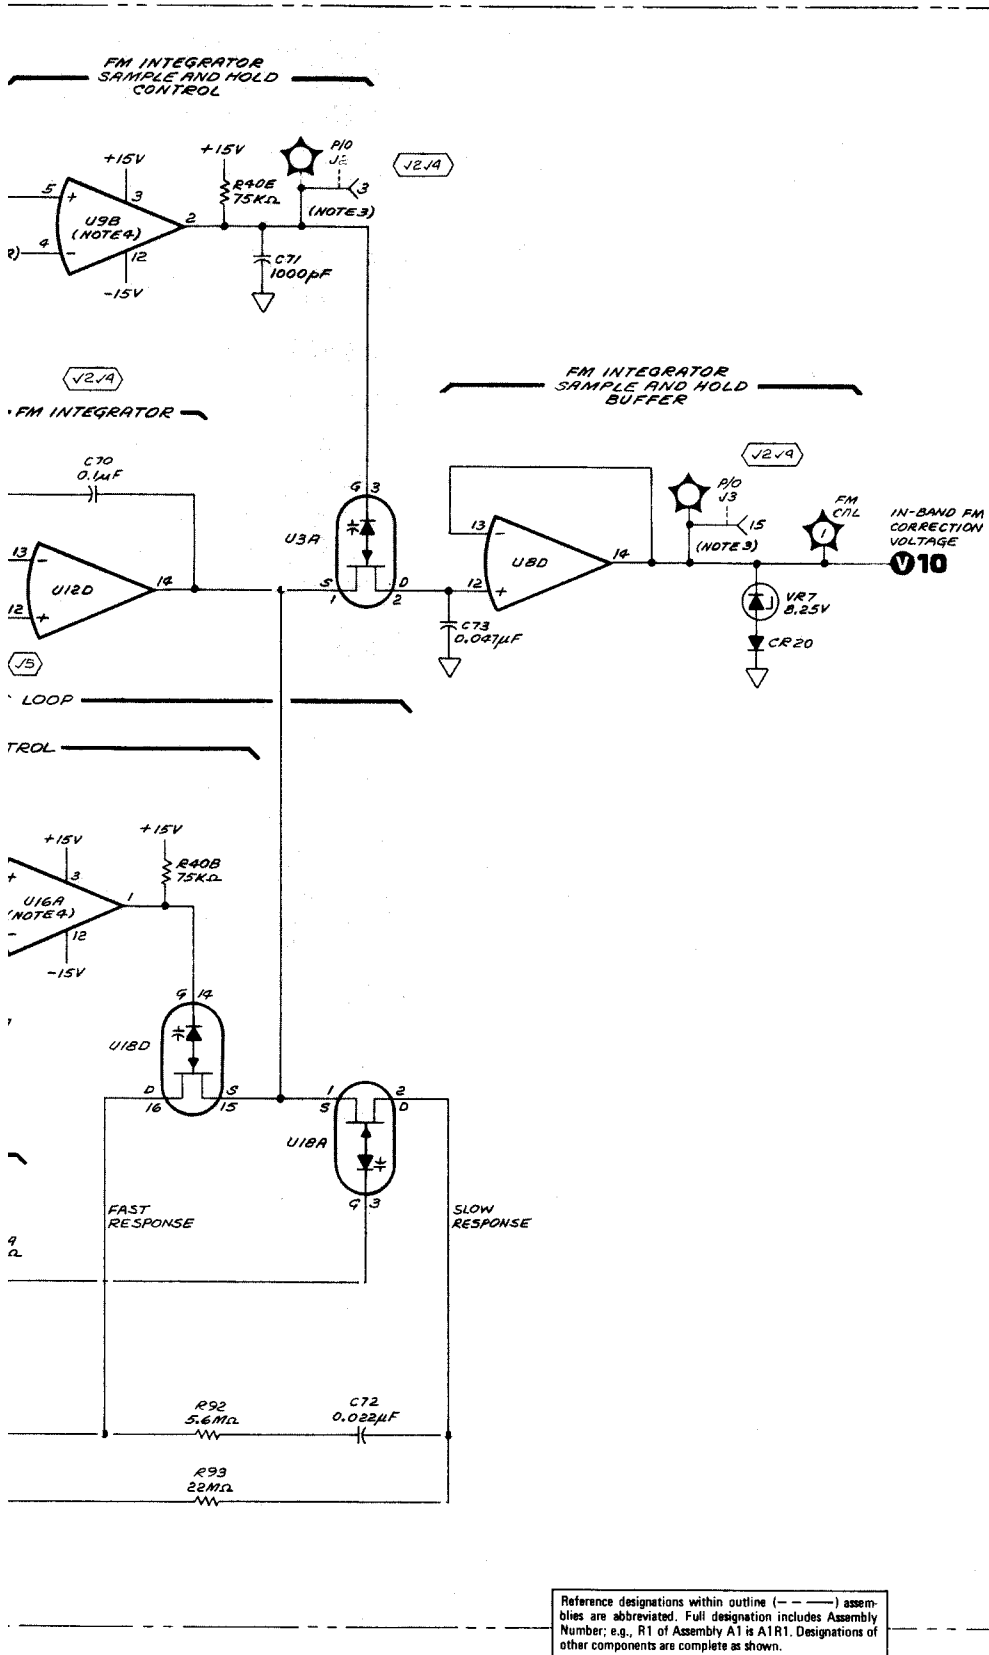 FM INTEGRATOR
SAMPLE AND HOLD
CONTROL
+15V
+15V
P/O
J2
√2√4
5
+
3
R40E
75KΩ
3
(NOTE 3)
U9B
(NOTE 4)
2
4
-
12
C71
1000pF
-15V
R)
√2√4
FM INTEGRATOR
FM INTEGRATOR
SAMPLE AND HOLD
BUFFER
C70
0.1μF
G 3
√2√4
P/O
J3
15
(NOTE 3)
FM
CAL
1
IN-BAND FM
CORRECTION
VOLTAGE
V10
13
-
U12D
14
12
+
U3A
S
1
D
2
13
-
U8D
14
12
+
C73
0.047μF
VR7
8.25V
CR20
√5
LOOP
TROL
+15V
+15V
R40B
75KΩ
+
3
U16A
(NOTE 4)
1
-
12
-15V
G 14
U18D
D
16
S
15
1
S
2
D
U18A
G 3
FAST
RESPONSE
SLOW
RESPONSE
9
Ω
R92
5.6MΩ
C72
0.022μF
R93
22MΩ
Reference designations within outline (— — ——) assem-
blies are abbreviated. Full designation includes Assembly
Number; e.g., R1 of Assembly A1 is A1R1. Designations of
other components are complete as shown.